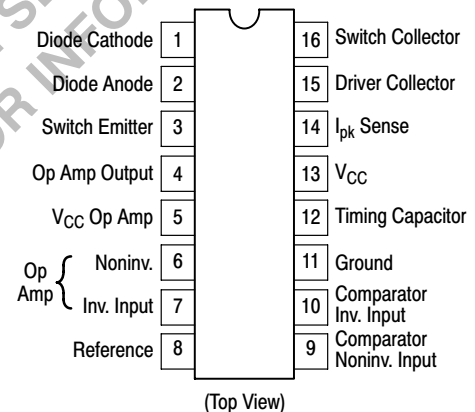 Diode Cathode 1 16 Switch Collector
Diode Anode 2 15 Driver Collector
Switch Emitter 3 14 Ipk Sense
Op Amp Output 4 13 VCC
VCC Op Amp 5 12 Timing Capacitor
Op Amp { Noninv. 6 11 Ground
Inv. Input 7 10 Comparator Inv. Input
Reference 8 9 Comparator Noninv. Input
(Top View)